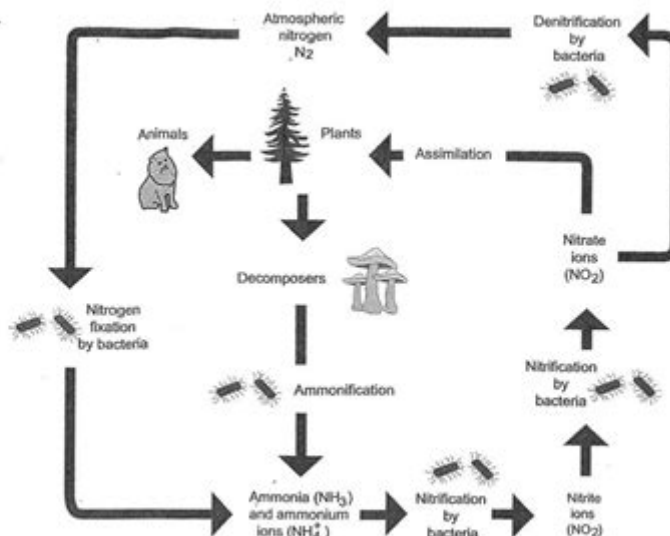 Atmospheric
nitrogen
N2
Denitrification
by
bacteria
Animals
Plants
Assimilation
Nitrate
ions
(NO2)
Decomposers
Nitrogen
fixation
by bacteria
Nitrification
by
bacteria
Ammonification
Ammonia (NH3)
and ammonium
ions (NH4+)
Nitrification
by
bacteria
Nitrite
ions
(NO2)